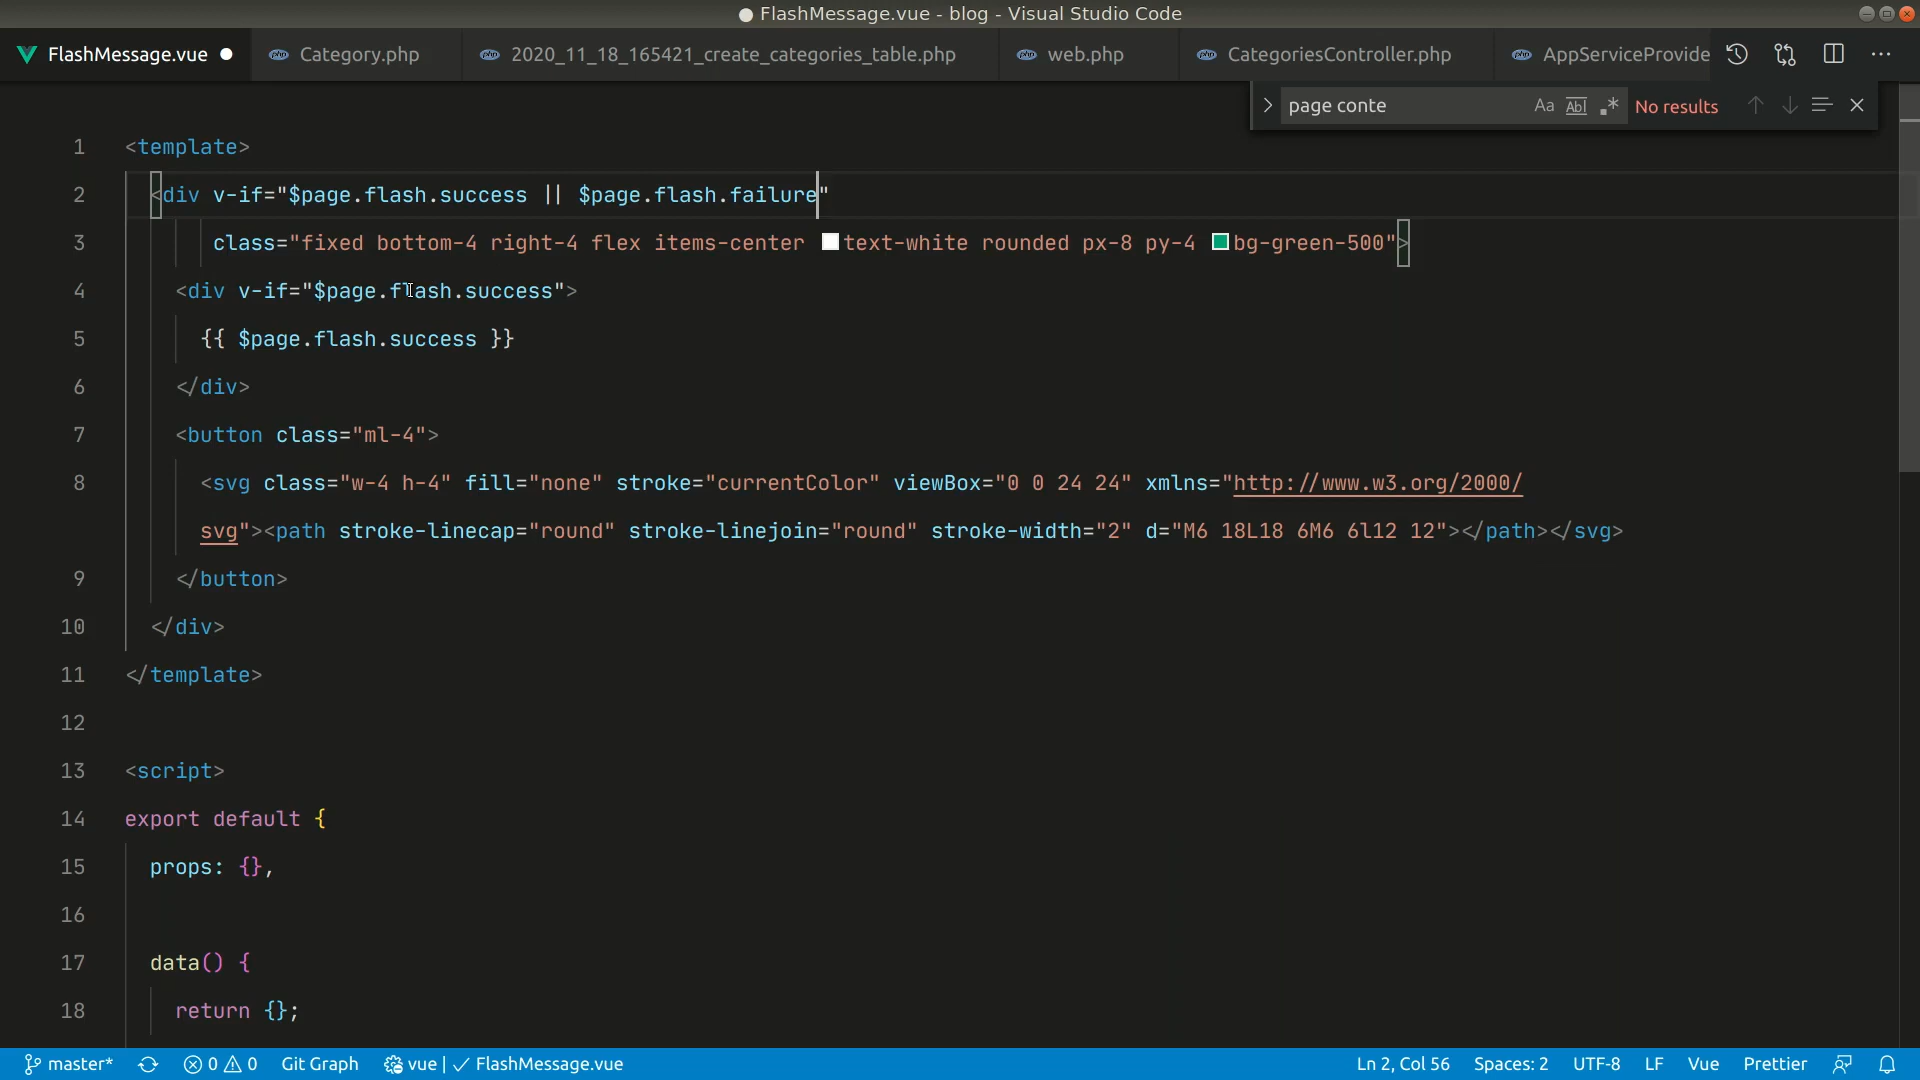 ● FlashMessage.vue - blog - Visual Studio Code
FlashMessage.vue ●
Category.php
2020_11_18_165421_create_categories_table.php
web.php
CategoriesController.php
AppServiceProvide
page conte
Aa
Abl
.*
No results
1 <template>
2 <div v-if="$page.flash.success || $page.flash.failure"
3 class="fixed bottom-4 right-4 flex items-center text-white rounded px-8 py-4 bg-green-500">
4 <div v-if="$page.flash.success">
5 {{ $page.flash.success }}
6 </div>
7 <button class="ml-4">
8 <svg class="w-4 h-4" fill="none" stroke="currentColor" viewBox="0 0 24 24" xmlns="http://www.w3.org/2000/
svg"><path stroke-linecap="round" stroke-linejoin="round" stroke-width="2" d="M6 18L18 6M6 6l12 12"></path></svg>
9 </button>
10 </div>
11 </template>
12
13 <script>
14 export default {
15 props: {},
16
17 data() {
18 return {};
master* 0 0 Git Graph vue | ✓ FlashMessage.vue
Ln 2, Col 56 Spaces: 2 UTF-8 LF Vue Prettier